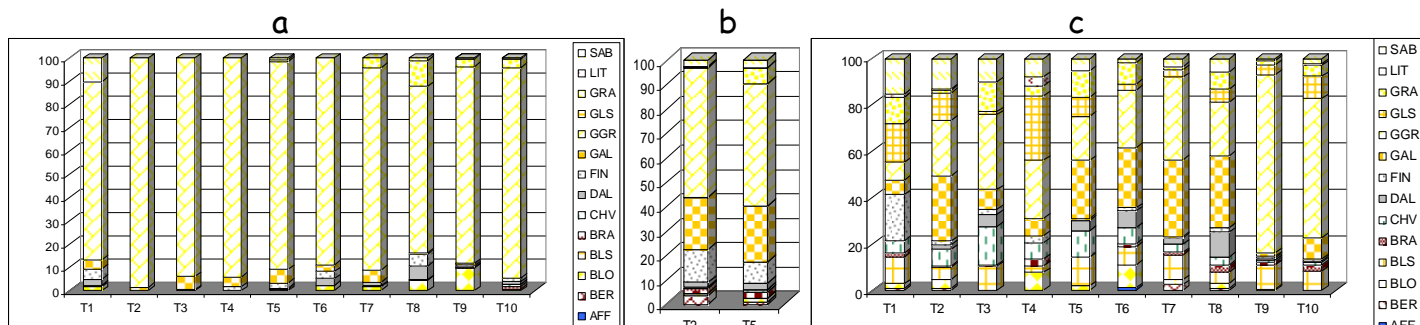 a
b
c
100
90
80
70
60
50
40
30
20
10
0
T1 T2 T3 T4 T5 T6 T7 T8 T9 T10
SAB
LIT
GRA
GLS
GGR
GAL
FIN
DAL
CHV
BRA
BLS
BLO
BER
AFF
100
90
80
70
60
50
40
30
20
10
0
T5
100
80
60
40
20
0
T1 T2 T3 T4 T5 T6 T7 T8 T9 T10
SAB
LIT
GRA
GLS
GGR
GAL
FIN
DAL
CHV
BRA
BLS
BLO
BER
AFF